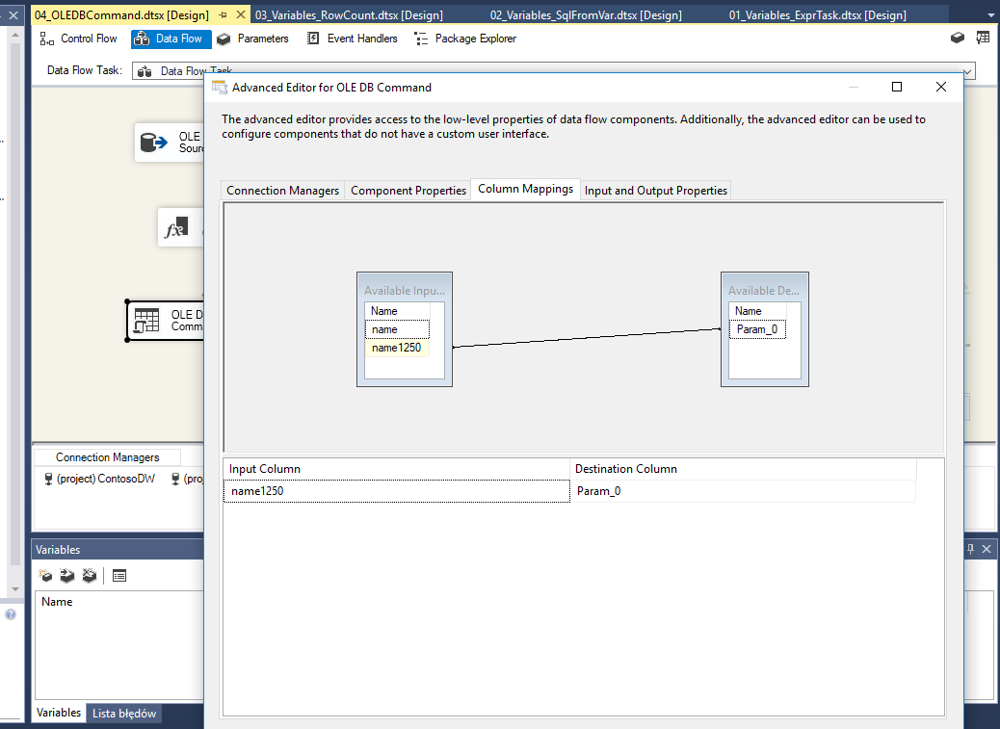 04_OLEDBCommand.dtsx [Design] 03_Variables_RowCount.dtsx [Design] 02_Variables_SqlFromVar.dtsx [Design] 01_Variables_ExprTask.dtsx [Design]
Control Flow Data Flow Parameters Event Handlers Package Explorer
Data Flow Task: Data Flow Task
Advanced Editor for OLE DB Command
The advanced editor provides access to the low-level properties of data flow components. Additionally, the advanced editor can be used to
configure components that do not have a custom user interface.
OLE
Sour
Connection Managers Component Properties Column Mappings Input and Output Properties
fx
OLE D
Comma
Available Inpu... Available De...
Name Name
name Param_0
name1250
Connection Managers
(project) ContosoDW (proj
Input Column Destination Column
name1250 Param_0
Variables
Name
Variables Lista błędów